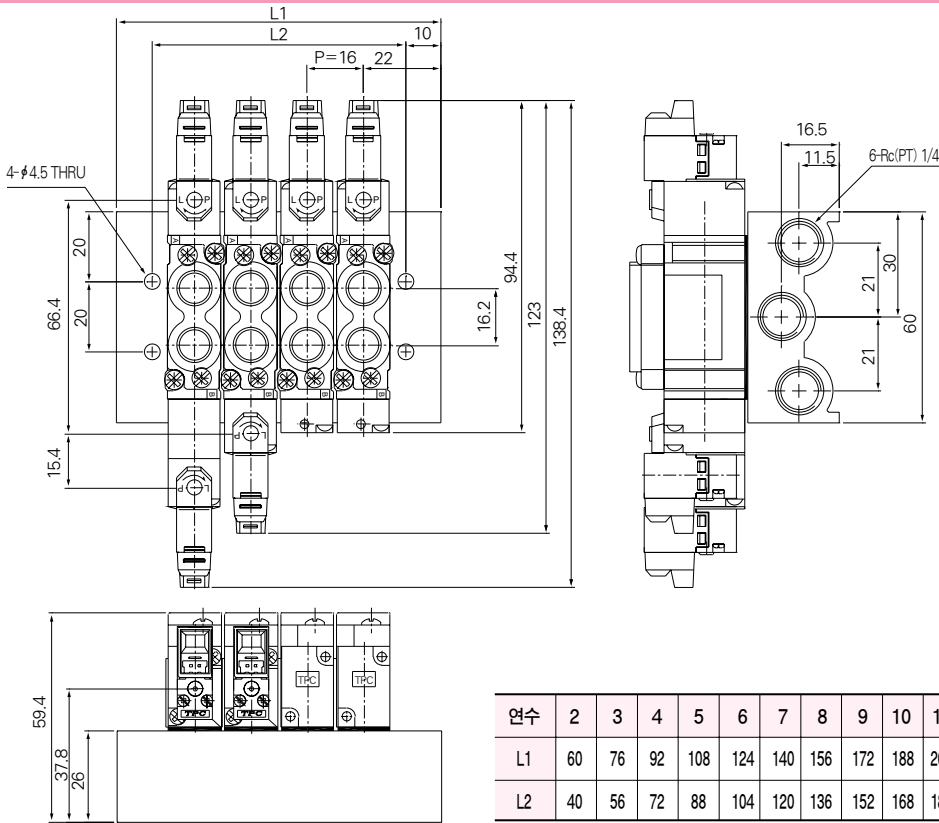 L1
L2
10
P=16
22
4-ϕ4.5 THRU
L P
L P
L P
L P
A
A
20
20
66.4
15.4
16.2
94.4
123
138.4
B
B
L
P
L
P
16.5
11.5
6-Rc(PT) 1/4
21
21
30
60
59.4
37.8
26
TPC
TPC
TPC
TPC
연수 2 3 4 5 6 7 8 9 10
L1 60 76 92 108 124 140 156 172 188
L2 40 56 72 88 104 120 136 152 168